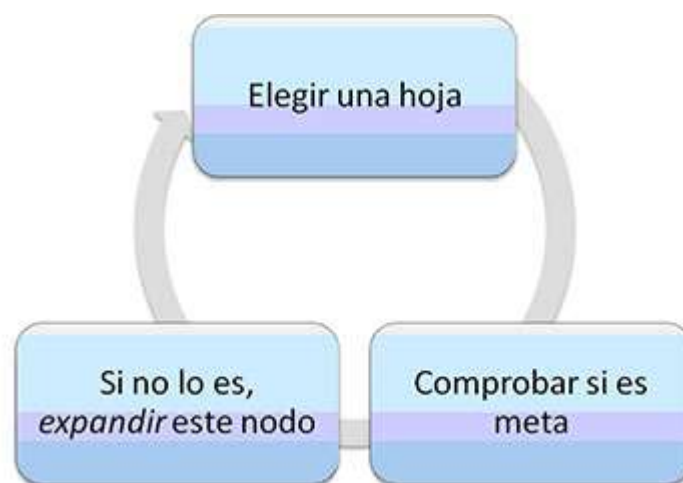 Elegir una hoja
Comprobar si es
meta
Si no lo es,
expandir este nodo